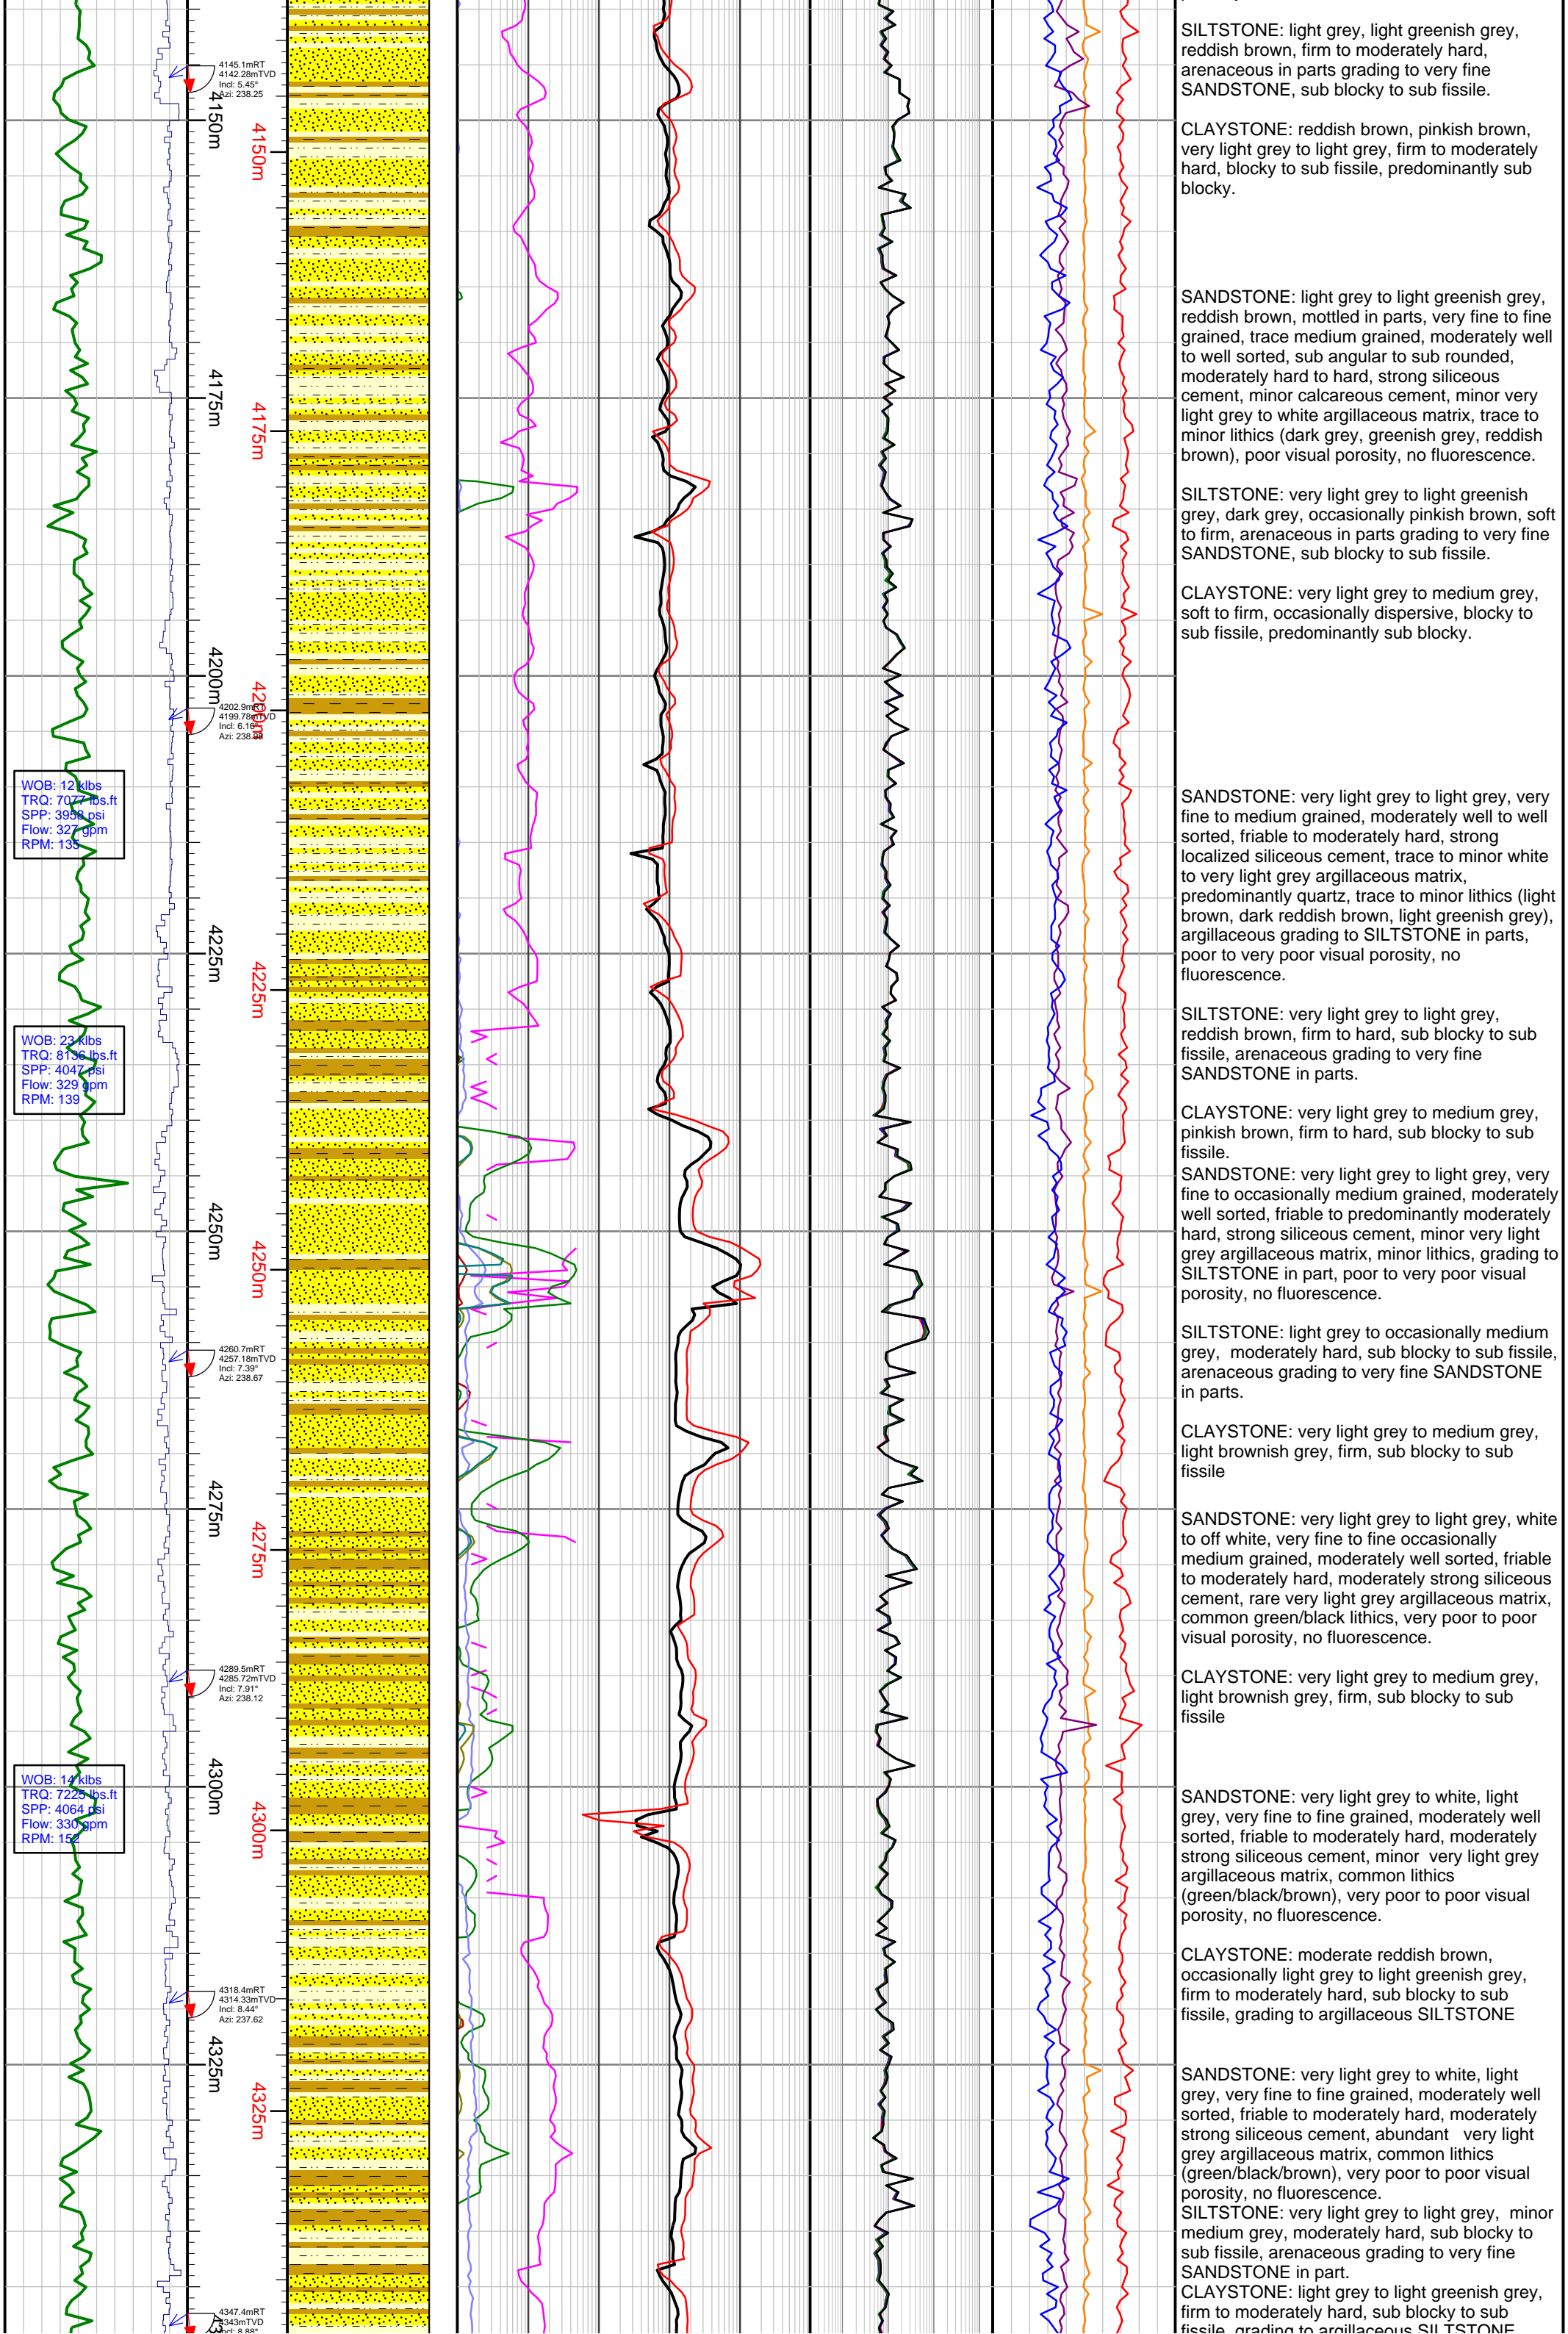 SILTSTONE: light grey, light greenish grey,
reddish brown, firm to moderately hard,
arenaceous in parts grading to very fine
SANDSTONE, sub blocky to sub fissile.
4145.1mRT
4142.28mTVD
Incl: 5.45°
Azi: 238.25
4150m
4150m
CLAYSTONE: reddish brown, pinkish brown,
very light grey to light grey, firm to moderately
hard, blocky to sub fissile, predominantly sub
blocky.
SANDSTONE: light grey to light greenish grey,
reddish brown, mottled in parts, very fine to fine
grained, trace medium grained, moderately well
to well sorted, sub angular to sub rounded,
moderately hard to hard, strong siliceous
cement, minor calcareous cement, minor very
light grey to white argillaceous matrix, trace to
minor lithics (dark grey, greenish grey, reddish
brown), poor visual porosity, no fluorescence.
4175m
4175m
SILTSTONE: very light grey to light greenish
grey, dark grey, occasionally pinkish brown, soft
to firm, arenaceous in parts grading to very fine
SANDSTONE, sub blocky to sub fissile.
CLAYSTONE: very light grey to medium grey,
soft to firm, occasionally dispersive, blocky to
sub fissile, predominantly sub blocky.
4200m
4200m
4202.9mRT
4199.78mTVD
Incl: 6.16°
Azi: 238.98
WOB: 12 klbs
TRQ: 7077 lbs.ft
SPP: 3958 psi
Flow: 327 gpm
RPM: 135
SANDSTONE: very light grey to light grey, very
fine to medium grained, moderately well to well
sorted, friable to moderately hard, strong
localized siliceous cement, trace to minor white
to very light grey argillaceous matrix,
predominantly quartz, trace to minor lithics (light
brown, dark reddish brown, light greenish grey),
argillaceous grading to SILTSTONE in parts,
poor to very poor visual porosity, no
fluorescence.
4225m
4225m
SILTSTONE: very light grey to light grey,
reddish brown, firm to hard, sub blocky to sub
fissile, arenaceous grading to very fine
SANDSTONE in parts.
WOB: 23 klbs
TRQ: 8136 lbs.ft
SPP: 4047 psi
Flow: 329 gpm
RPM: 139
CLAYSTONE: very light grey to medium grey,
pinkish brown, firm to hard, sub blocky to sub
fissile.
SANDSTONE: very light grey to light grey, very
fine to occasionally medium grained, moderately
well sorted, friable to predominantly moderately
hard, strong siliceous cement, minor very light
grey argillaceous matrix, minor lithics, grading to
SILTSTONE in part, poor to very poor visual
porosity, no fluorescence.
4250m
4250m
SILTSTONE: light grey to occasionally medium
grey, moderately hard, sub blocky to sub fissile,
arenaceous grading to very fine SANDSTONE
in parts.
4260.7mRT
4257.18mTVD
Incl: 7.39°
Azi: 238.67
CLAYSTONE: very light grey to medium grey,
light brownish grey, firm, sub blocky to sub
fissile
4275m
4275m
SANDSTONE: very light grey to light grey, white
to off white, very fine to fine occasionally
medium grained, moderately well sorted, friable
to moderately hard, moderately strong siliceous
cement, rare very light grey argillaceous matrix,
common green/black lithics, very poor to poor
visual porosity, no fluorescence.
4289.5mRT
4285.72mTVD
Incl: 7.91°
Azi: 238.12
CLAYSTONE: very light grey to medium grey,
light brownish grey, firm, sub blocky to sub
fissile
4300m
4300m
WOB: 14 klbs
TRQ: 7225 lbs.ft
SPP: 4064 psi
Flow: 330 gpm
RPM: 152
SANDSTONE: very light grey to white, light
grey, very fine to fine grained, moderately well
sorted, friable to moderately hard, moderately
strong siliceous cement, minor very light grey
argillaceous matrix, common lithics
(green/black/brown), very poor to poor visual
porosity, no fluorescence.
CLAYSTONE: moderate reddish brown,
occasionally light grey to light greenish grey,
firm to moderately hard, sub blocky to sub
fissile, grading to argillaceous SILTSTONE
4318.4mRT
4314.33mTVD
Incl: 8.44°
Azi: 237.62
4325m
4325m
SANDSTONE: very light grey to white, light
grey, very fine to fine grained, moderately well
sorted, friable to moderately hard, moderately
strong siliceous cement, abundant very light
grey argillaceous matrix, common lithics
(green/black/brown), very poor to poor visual
porosity, no fluorescence.
SILTSTONE: very light grey to light grey, minor
medium grey, moderately hard, sub blocky to
sub fissile, arenaceous grading to very fine
SANDSTONE in part.
CLAYSTONE: light grey to light greenish grey,
firm to moderately hard, sub blocky to sub
fissile, grading to argillaceous SILTSTONE
4347.4mRT
4343mTVD
Incl: 8.88°